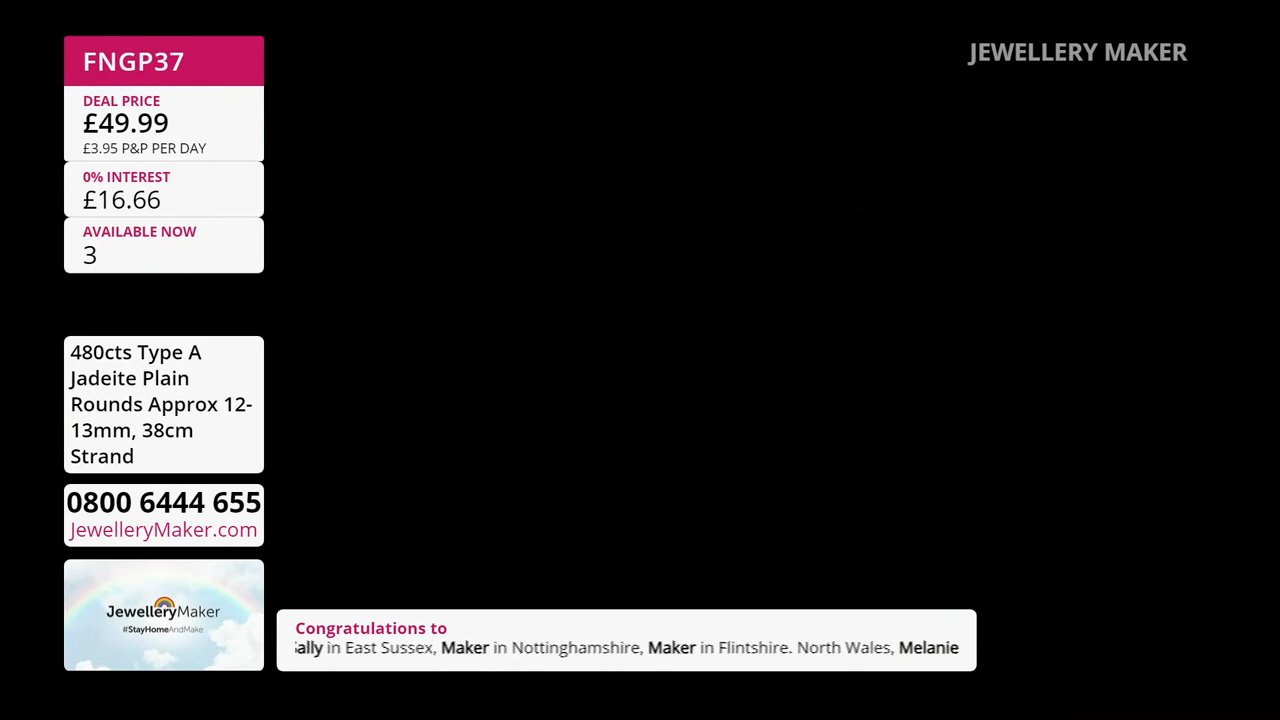 FNGP37
DEAL PRICE
£49.99
£3.95 P&P PER DAY
0% INTEREST
£16.66
AVAILABLE NOW
3
480cts Type A
Jadeite Plain
Rounds Approx 12-
13mm, 38cm
Strand
0800 6444 655
JewelleryMaker.com
JewelleryMaker
#StayHomeAndMake
JEWELLERY MAKER
Congratulations to
ally in East Sussex, Maker in Nottinghamshire, Maker in Flintshire. North Wales, Melanie